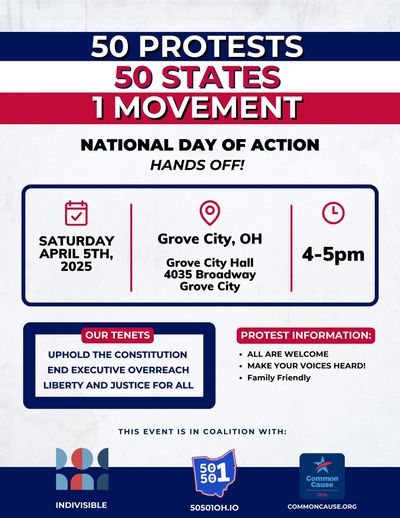 50 PROTESTS
50 STATES
1 MOVEMENT
NATIONAL DAY OF ACTION
HANDS OFF!
SATURDAY
APRIL 5TH,
2025
Grove City, OH
Grove City Hall
4035 Broadway
Grove City
4-5pm
OUR TENETS
UPHOLD THE CONSTITUTION
END EXECUTIVE OVERREACH
LIBERTY AND JUSTICE FOR ALL
PROTEST INFORMATION:
• ALL ARE WELCOME
• MAKE YOUR VOICES HEARD!
• Family Friendly
THIS EVENT IS IN COALITION WITH:
50
50 1
Common
Cause
Ohio
INDIVISIBLE
50501OH.IO
COMMONCAUSE.ORG